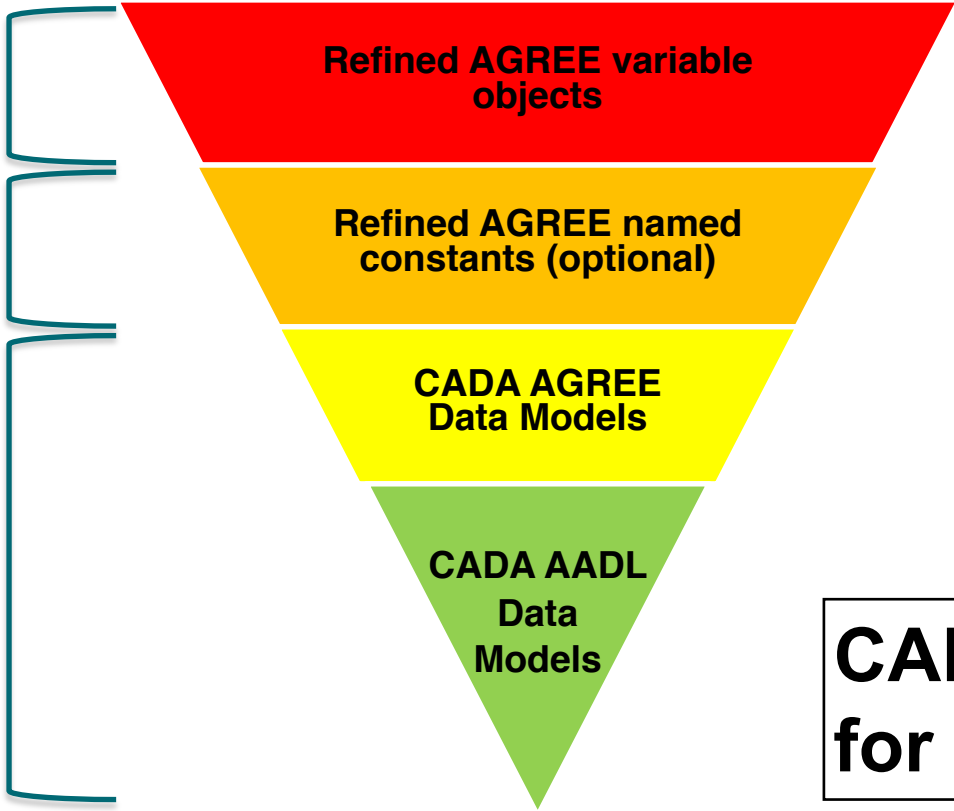 Refined AGREE variable
objects
Refined AGREE named
constants (optional)
CADA AGREE
Data Models
CADA AADL
Data
Models
for